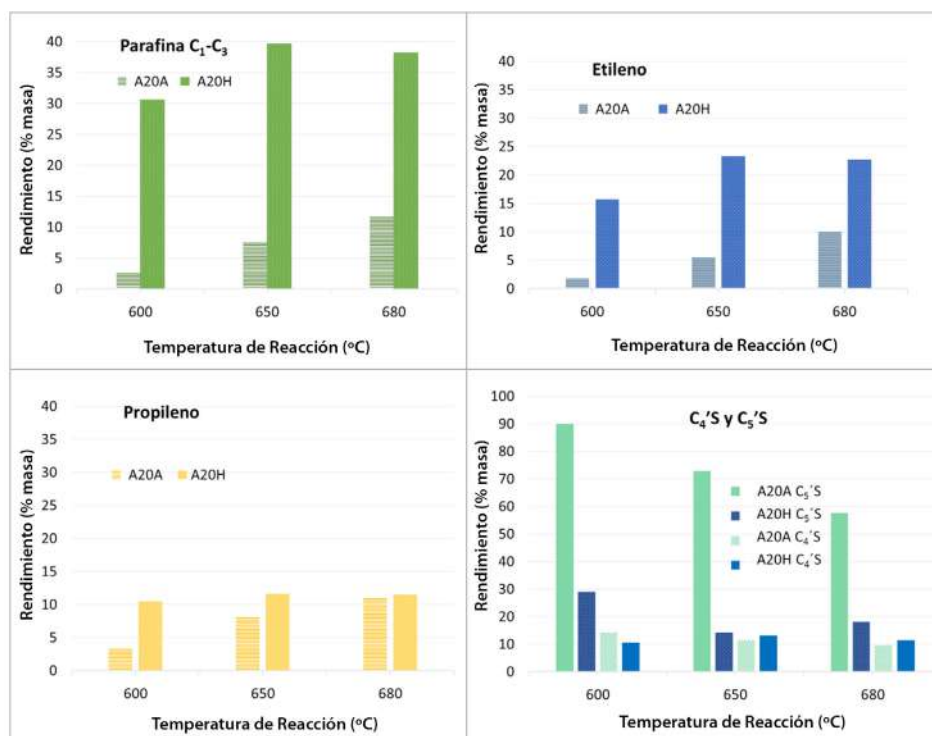 Parafina C₁-C₃
A20A A20H
Rendimiento (% masa)
40
35
30
25
20
15
10
5
0
600 650 680
Temperatura de Reacción (ºC)
Etileno
A20A A20H
Rendimiento (% masa)
40
35
30
25
20
15
10
5
0
600 650 680
Temperatura de Reacción (ºC)
Propileno
A20A A20H
Rendimiento (% masa)
40
35
30
25
20
15
10
5
0
600 650 680
Temperatura de Reacción (ºC)
C₄’S y C₅’S
Rendimiento (% masa)
100
90
80
70
60
50
40
30
20
10
0
A20A C₅´S
A20H C₅´S
A20A C₄´S
A20H C₄´S
600 650 680
Temperatura de Reacción (ºC)